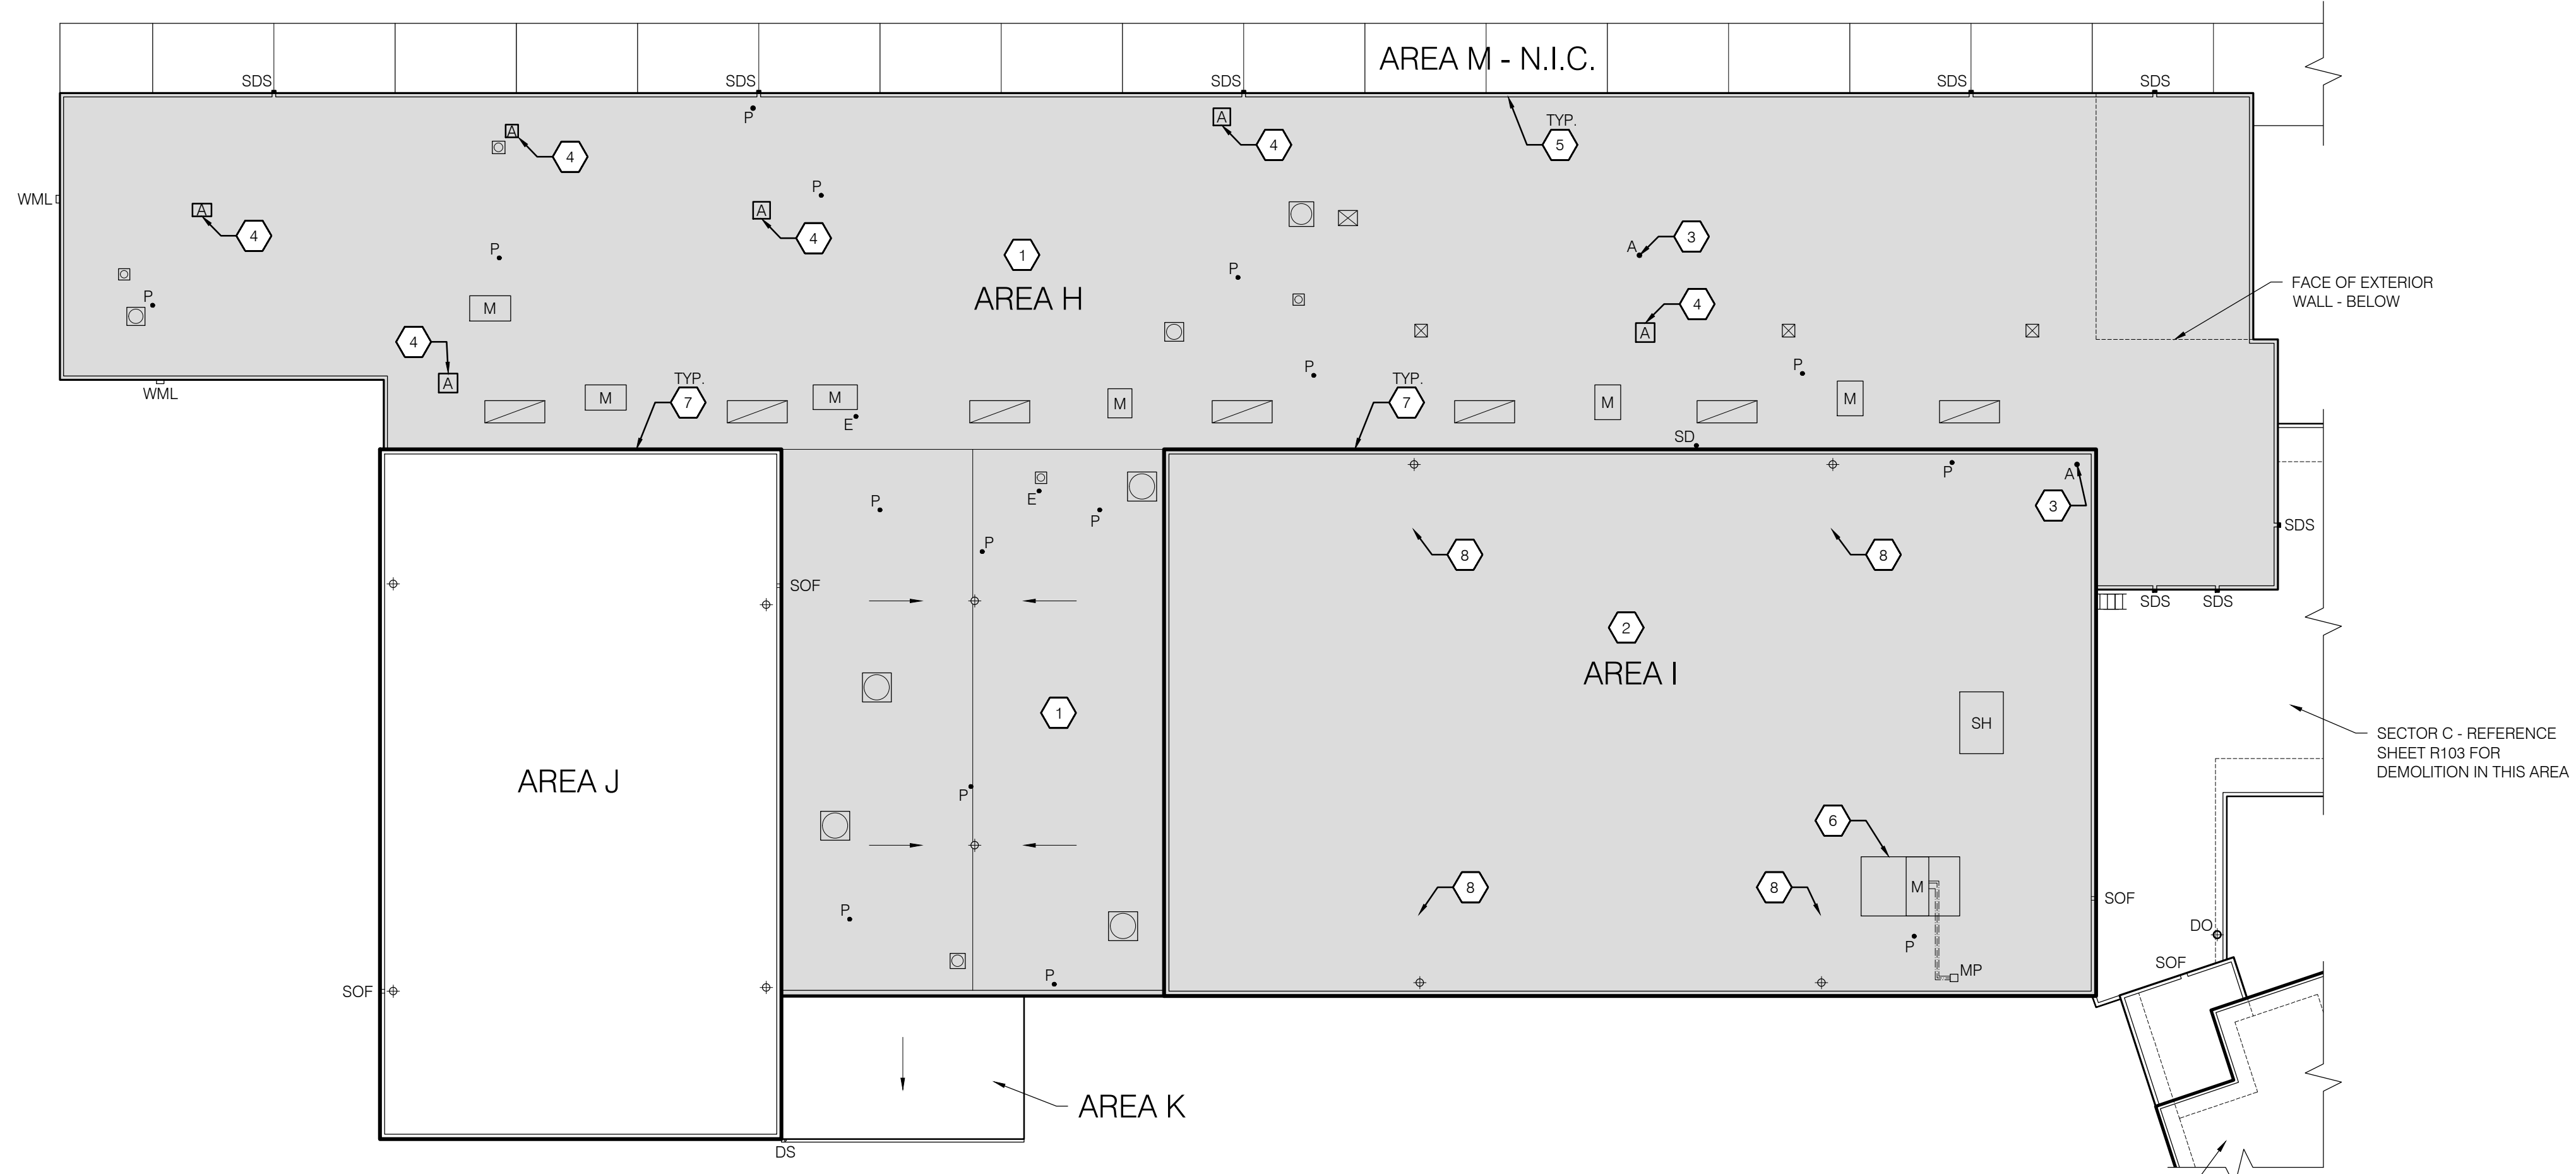 AREA M - N.I.C.
SDS
SDS
SDS
SDS
SDS
P
A
4
A
4
TYP.
5
WML
A
4
P
A
4
1
AREA H
P
P
A
3
P
M
4
A
A
4
FACE OF EXTERIOR
WALL - BELOW
P
P
WML
TYP.
7
M
M
E
M
TYP.
7
M
M
SD
P
A
3
P
E
P
P
8
8
SDS
SOF
SDS
SDS
2
AREA I
1
SH
SECTOR C - REFERENCE
SHEET R103 FOR
DEMOLITION IN THIS AREA
AREA J
P
6
8
8
M
SOF
P
P
DO
MP
SOF
P
SOF
AREA K
DS